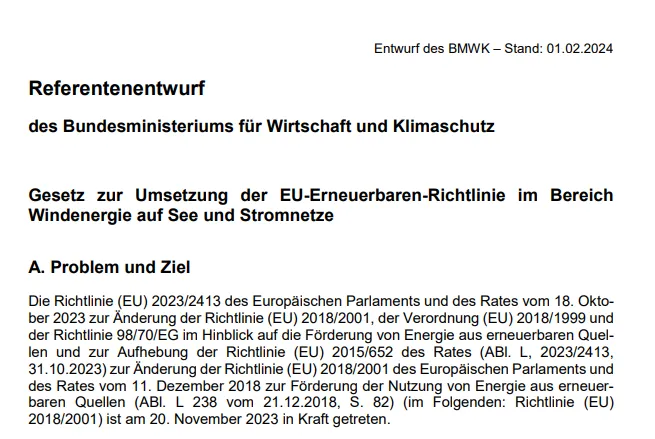 Entwurf des BMWK – Stand: 01.02.2024
Referentenentwurf
des Bundesministeriums für Wirtschaft und Klimaschutz
Gesetz zur Umsetzung der EU-Erneuerbaren-Richtlinie im Bereich
Windenergie auf See und Stromnetze
A. Problem und Ziel
Die Richtlinie (EU) 2023/2413 des Europäischen Parlaments und des Rates vom 18. Okto-
ber 2023 zur Änderung der Richtlinie (EU) 2018/2001, der Verordnung (EU) 2018/1999 und
der Richtlinie 98/70/EG im Hinblick auf die Förderung von Energie aus erneuerbaren Quel-
len und zur Aufhebung der Richtlinie (EU) 2015/652 des Rates (ABl. L, 2023/2413,
31.10.2023) zur Änderung der Richtlinie (EU) 2018/2001 des Europäischen Parlaments und
des Rates vom 11. Dezember 2018 zur Förderung der Nutzung von Energie aus erneuer-
baren Quellen (ABl. L 238 vom 21.12.2018, S. 82) (im Folgenden: Richtlinie (EU)
2018/2001) ist am 20. November 2023 in Kraft getreten.